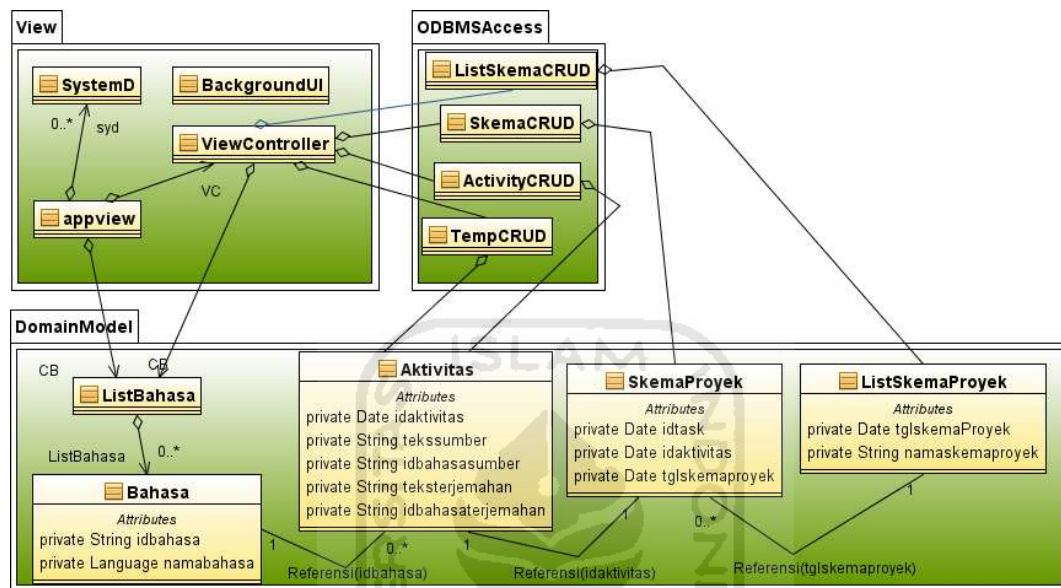 View
ODBMSAccess
SystemD
BackgroundUI
ListSkemaCRUD
0..*
syd
ViewController
SkemaCRUD
ActivityCRUD
VC
appview
TempCRUD
DomainModel
CB
CB
ListBahasa
ListBahasa
0..*
Bahasa
Attributes
private String idbahasa
private Language namabahasa
Aktivitas
Attributes
private Date idaktivitas
private String tekssumber
private String idbahasasumber
private String teksterjemahan
private String idbahasaterjemahan
SkemaProyek
Attributes
private Date idtask
private Date idaktivitas
private Date tglskemaproyek
ListSkemaProyek
Attributes
private Date tglskemaProyek
private String namaskemaproyek
1
0..*
1
1
0..*
1
Referensi(idbahasa)
Referensi(idaktivitas)
Referensi(tglskemaproyek)
ISLAM